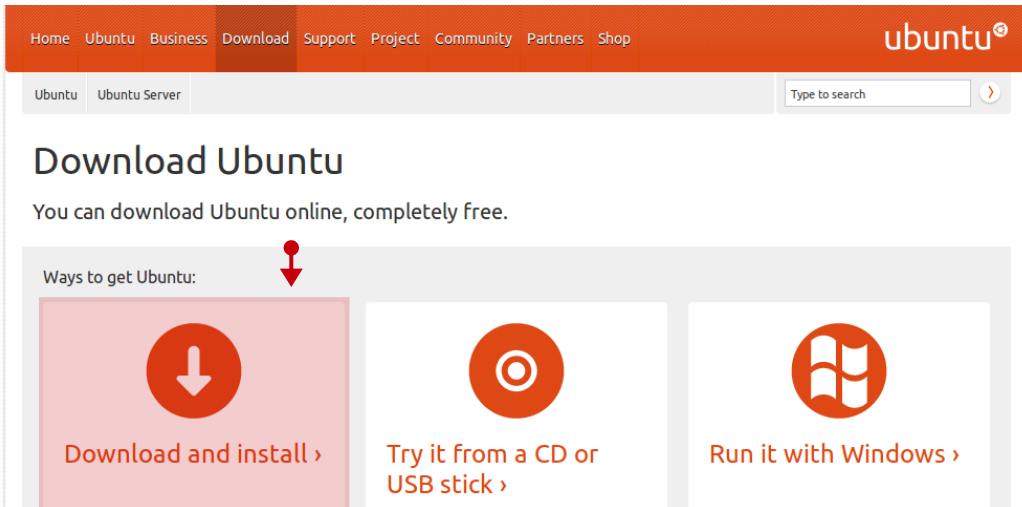 Home Ubuntu Business Download Support Project Community Partners Shop
ubuntu
Ubuntu Ubuntu Server
Type to search
Download Ubuntu
You can download Ubuntu online, completely free.
Ways to get Ubuntu:
Download and install ›
Try it from a CD or
USB stick ›
Run it with Windows ›